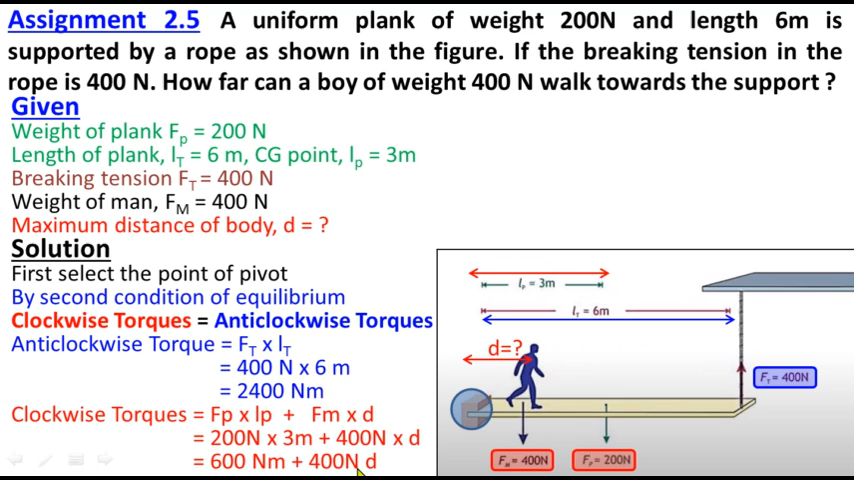 Assignment 2.5 A uniform plank of weight 200N and length 6m is
supported by a rope as shown in the figure. If the breaking tension in the
rope is 400 N. How far can a boy of weight 400 N walk towards the support ?
Given
Weight of plank Fp = 200 N
Length of plank, lT = 6 m, CG point, lp = 3m
Breaking tension FT = 400 N
Weight of man, FM = 400 N
Maximum distance of body, d = ?
Solution
First select the point of pivot
By second condition of equilibrium
Clockwise Torques = Anticlockwise Torques
Anticlockwise Torque = FT x lT
= 400 N x 6 m
= 2400 Nm
Clockwise Torques = Fp x lp + Fm x d
= 200N x 3m + 400N x d
= 600 Nm + 400N d
lP = 3m
lT = 6m
d=?
FT = 400N
FM = 400N
FP = 200N